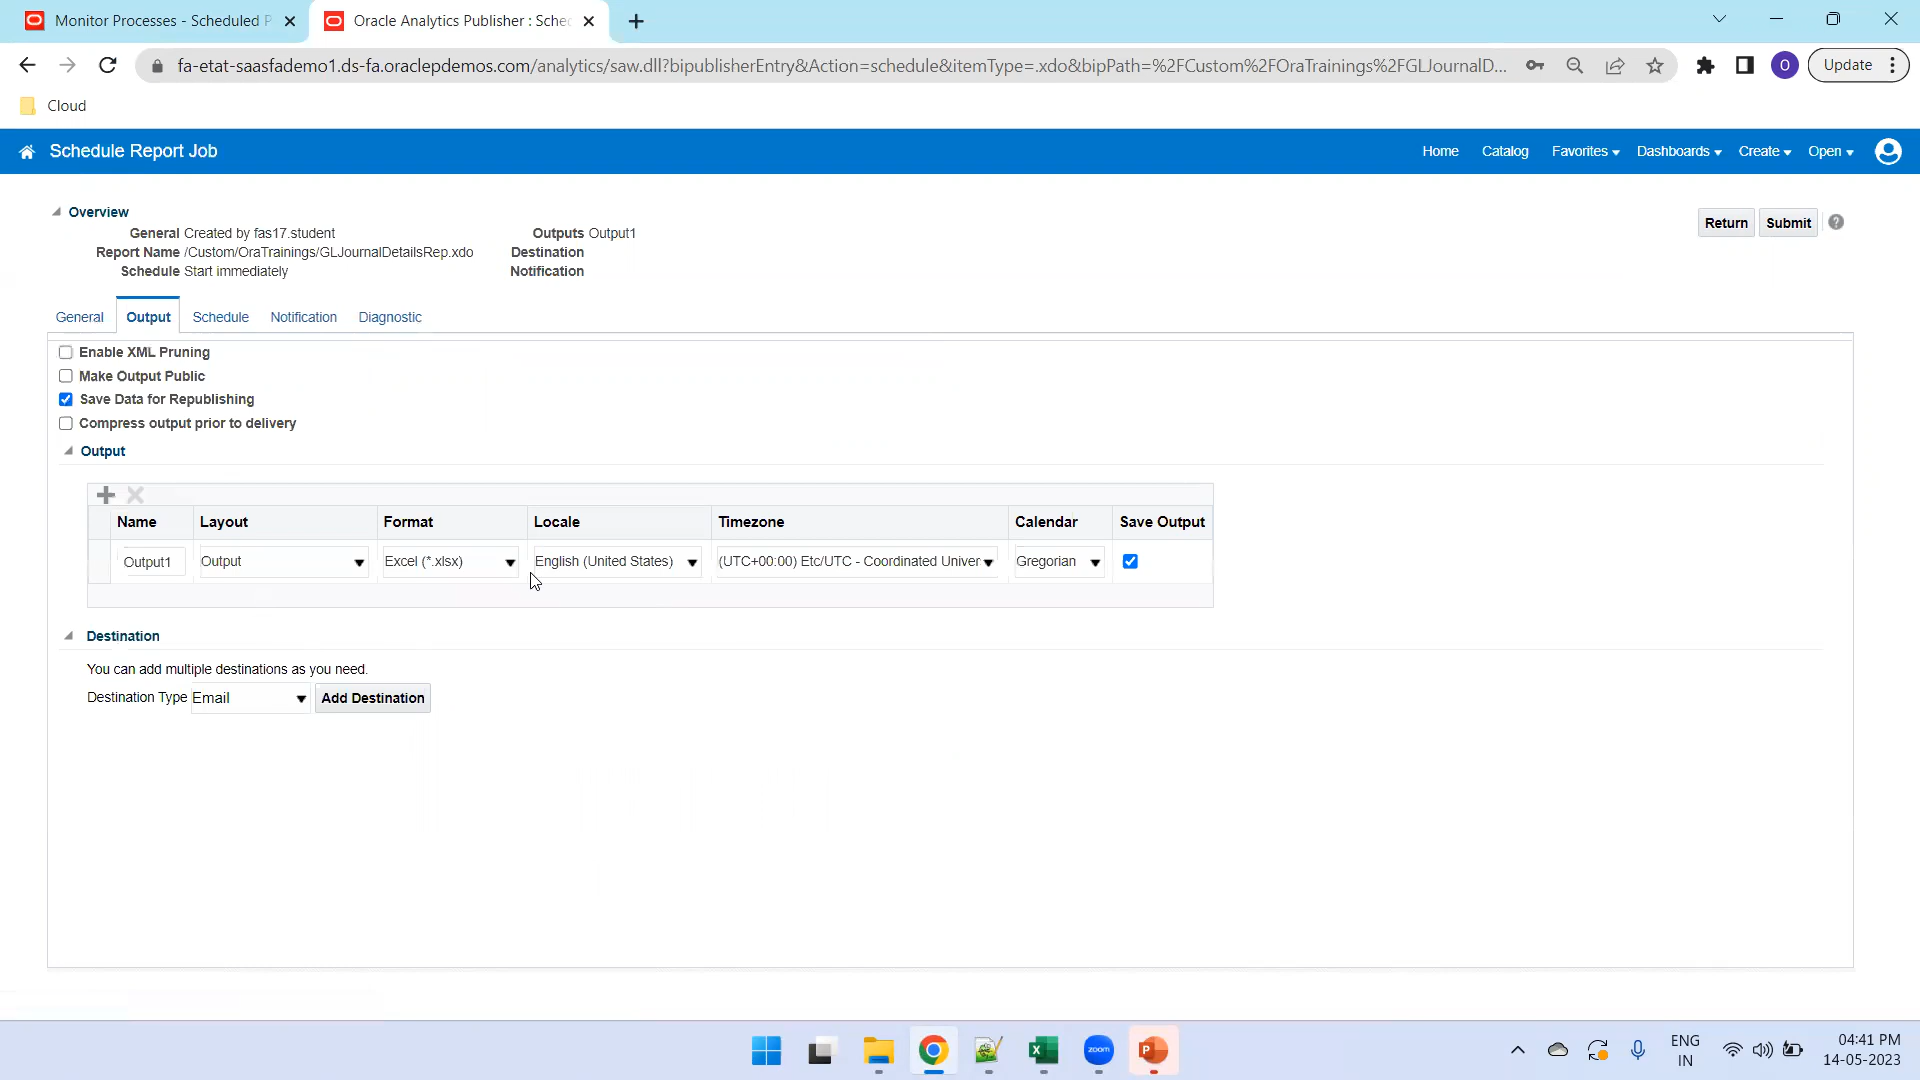 Monitor Processes - Scheduled P
Oracle Analytics Publisher : Sche
fa-etat-saasfademo1.ds-fa.oraclepdemos.com/analytics/saw.dll?bipublisherEntry&Action=schedule&itemType=.xdo&bipPath=%2FCustom%2FOraTrainings%2FGLJournalD...
O
Update
Cloud
Schedule Report Job
Home
Catalog
Favorites
Dashboards
Create
Open
Overview
General Created by fas17.student
Outputs Output1
Return
Submit
?
Report Name /Custom/OraTrainings/GLJournalDetailsRep.xdo
Destination
Schedule Start immediately
Notification
General
Output
Schedule
Notification
Diagnostic
Enable XML Pruning
Make Output Public
Save Data for Republishing
Compress output prior to delivery
Output
Name
Layout
Format
Locale
Timezone
Calendar
Save Output
Output1
Output
Excel (*.xlsx)
English (United States)
(UTC+00:00) Etc/UTC - Coordinated Univer
Gregorian
Destination
You can add multiple destinations as you need.
Destination Type Email
Add Destination
zoom
P
ENG
IN
04:41 PM
14-05-2023